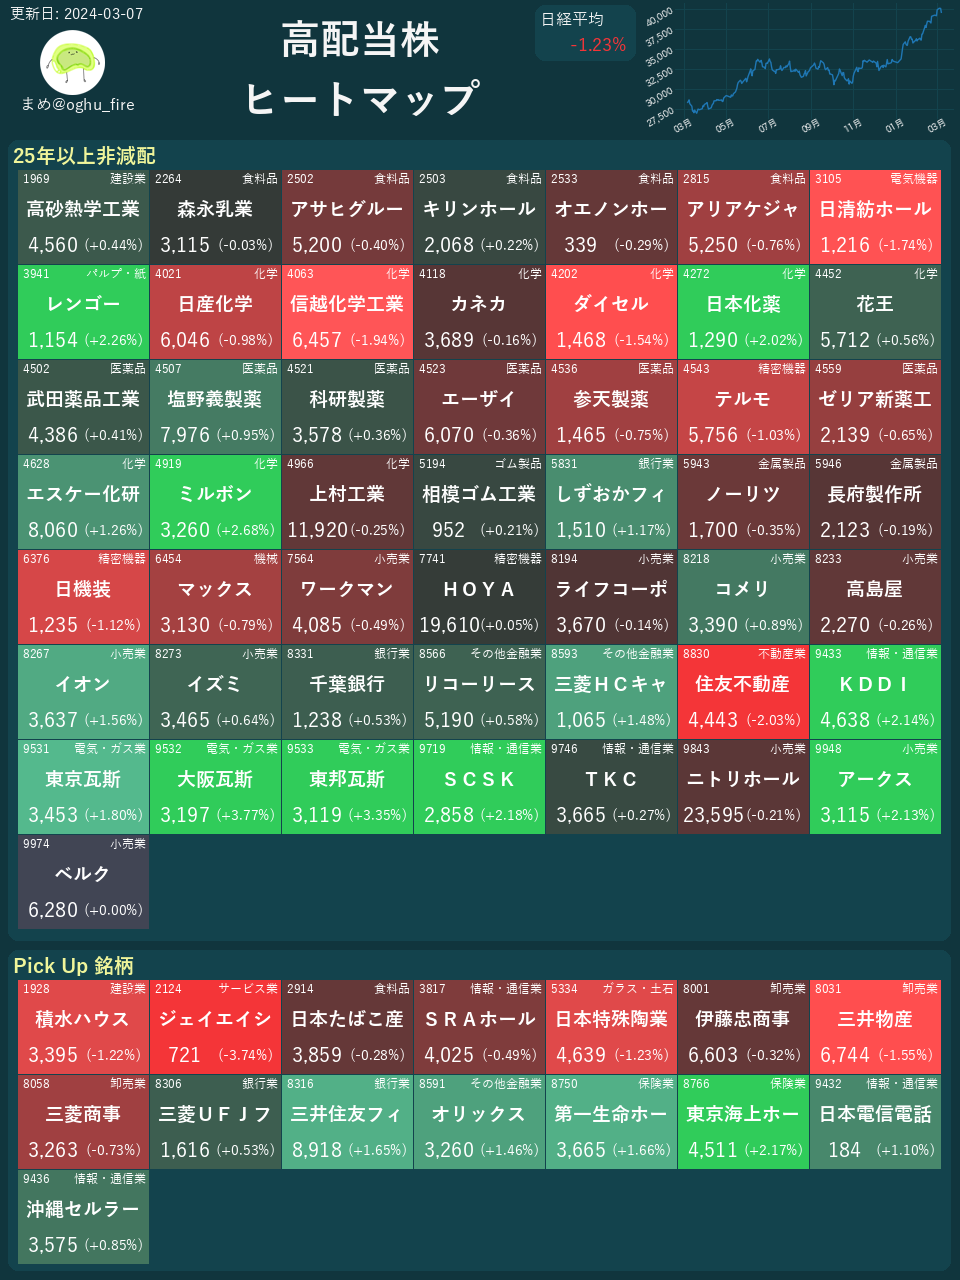 更新日: 2024-03-07
まめ@oghu_fire
高配当株
ヒートマップ
日経平均
-1.23%
40,000
37,500
35,000
32,500
30,000
27,500
03月 05月 07月 09月 11月 01月 03月
25年以上非減配
1969 建設業 2264 食料品 2502 食料品 2503 食料品 2533 食料品 2815 食料品 3105 電気機器
高砂熱学工業 森永乳業 アサヒグルー キリンホール オエノンホー アリアケジャ 日清紡ホール
4,560 (+0.44%) 3,115 (-0.03%) 5,200 (-0.40%) 2,068 (+0.22%) 339 (-0.29%) 5,250 (-0.76%) 1,216 (-1.74%)
3941 パルプ・紙 4021 化学 4063 化学 4118 化学 4202 化学 4272 化学 4452 化学
レンゴー 日産化学 信越化学工業 カネカ ダイセル 日本化薬 花王
1,154 (+2.26%) 6,046 (-0.98%) 6,457 (-1.94%) 3,689 (-0.16%) 1,468 (-1.54%) 1,290 (+2.02%) 5,712 (+0.56%)
4502 医薬品 4507 医薬品 4521 医薬品 4523 医薬品 4536 医薬品 4543 精密機器 4559 医薬品
武田薬品工業 塩野義製薬 科研製薬 エーザイ 参天製薬 テルモ ゼリア新薬工
4,386 (+0.41%) 7,976 (+0.95%) 3,578 (+0.36%) 6,070 (-0.36%) 1,465 (-0.75%) 5,756 (-1.03%) 2,139 (-0.65%)
4628 化学 4919 化学 4966 化学 5194 ゴム製品 5831 銀行業 5943 金属製品 5946 金属製品
エスケー化研 ミルボン 上村工業 相模ゴム工業 しずおかフィ ノーリツ 長府製作所
8,060 (+1.26%) 3,260 (+2.68%) 11,920 (-0.25%) 952 (+0.21%) 1,510 (+1.17%) 1,700 (-0.35%) 2,123 (-0.19%)
6376 精密機器 6454 機械 7564 小売業 7741 精密機器 8194 小売業 8218 小売業 8233 小売業
日機装 マックス ワークマン ＨＯＹＡ ライフコーポ コメリ 高島屋
1,235 (-1.12%) 3,130 (-0.79%) 4,085 (-0.49%) 19,610 (+0.05%) 3,670 (-0.14%) 3,390 (+0.89%) 2,270 (-0.26%)
8267 小売業 8273 小売業 8331 銀行業 8566 その他金融業 8593 その他金融業 8830 不動産業 9433 情報・通信業
イオン イズミ 千葉銀行 リコーリース 三菱ＨＣキャ 住友不動産 ＫＤＤＩ
3,637 (+1.56%) 3,465 (+0.64%) 1,238 (+0.53%) 5,190 (+0.58%) 1,065 (+1.48%) 4,443 (-2.03%) 4,638 (+2.14%)
9531 電気・ガス業 9532 電気・ガス業 9533 電気・ガス業 9719 情報・通信業 9746 情報・通信業 9843 小売業 9948 小売業
東京瓦斯 大阪瓦斯 東邦瓦斯 ＳＣＳＫ ＴＫＣ ニトリホール アークス
3,453 (+1.80%) 3,197 (+3.77%) 3,119 (+3.35%) 2,858 (+2.18%) 3,665 (+0.27%) 23,595 (-0.21%) 3,115 (+2.13%)
9974 小売業
ベルク
6,280 (+0.00%)
Pick Up 銘柄
1928 建設業 2124 サービス業 2914 食料品 3817 情報・通信業 5334 ガラス・土石 8001 卸売業 8031 卸売業
積水ハウス ジェイエイシ 日本たばこ産 ＳＲＡホール 日本特殊陶業 伊藤忠商事 三井物産
3,395 (-1.22%) 721 (-3.74%) 3,859 (-0.28%) 4,025 (-0.49%) 4,639 (-1.23%) 6,603 (-0.32%) 6,744 (-1.55%)
8058 卸売業 8306 銀行業 8316 銀行業 8591 その他金融業 8750 保険業 8766 保険業 9432 情報・通信業
三菱商事 三菱ＵＦＪフ 三井住友フィ オリックス 第一生命ホー 東京海上ホー 日本電信電話
3,263 (-0.73%) 1,616 (+0.53%) 8,918 (+1.65%) 3,260 (+1.46%) 3,665 (+1.66%) 4,511 (+2.17%) 184 (+1.10%)
9436 情報・通信業
沖縄セルラー
3,575 (+0.85%)